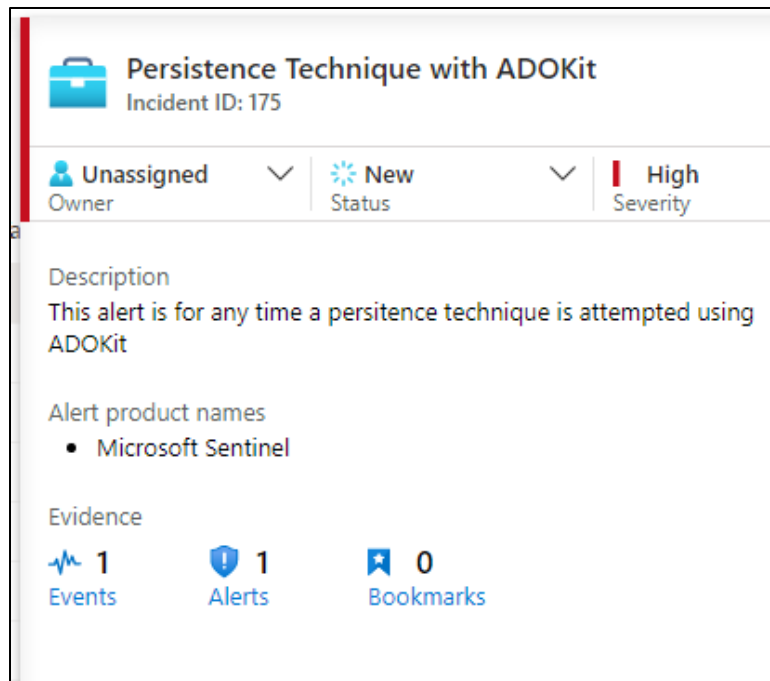 Persistence Technique with ADOKit
Incident ID: 175
Unassigned
Owner
New
Status
High
Severity
a
Description
This alert is for any time a persitence technique is attempted using
ADOKit
Alert product names
• Microsoft Sentinel
Evidence
1
Events
1
Alerts
0
Bookmarks